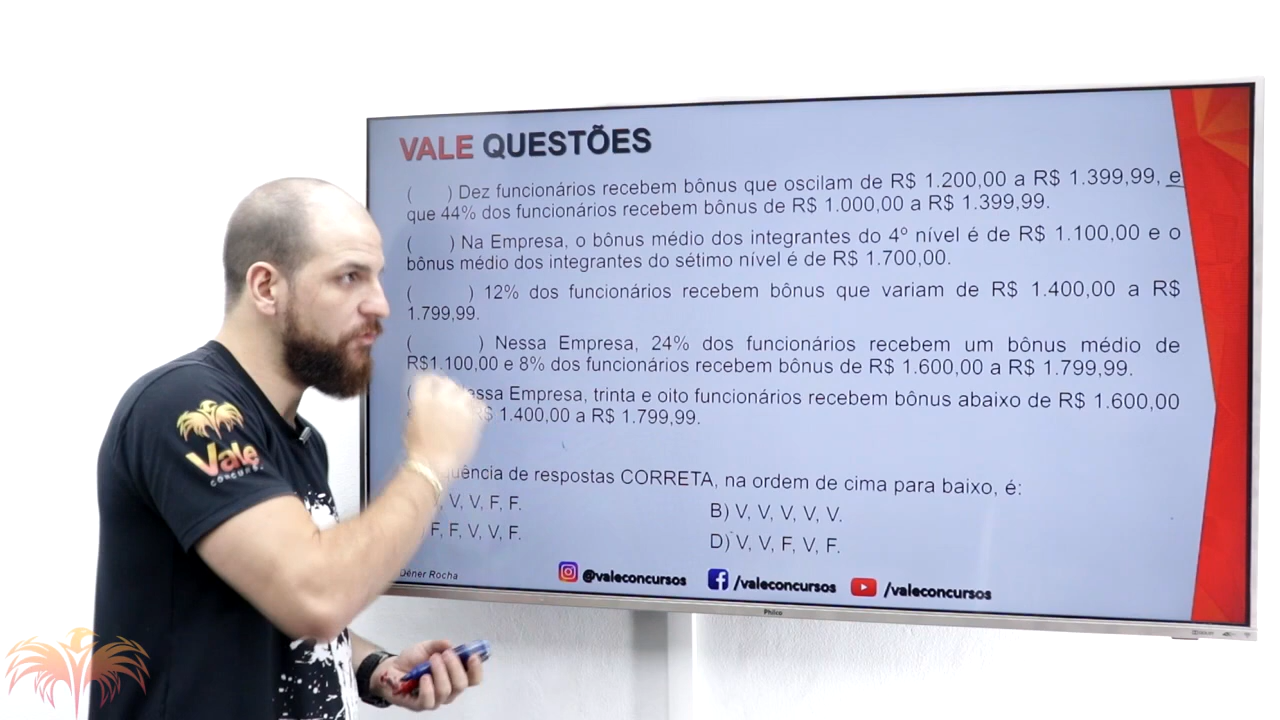 VALE QUESTÕES
( ) Dez funcionários recebem bônus que oscilam de R$ 1.200,00 a R$ 1.399,99, e
que 44% dos funcionários recebem bônus de R$ 1.000,00 a R$ 1.399,99.
( ) Na Empresa, o bônus médio dos integrantes do 4º nível é de R$ 1.100,00 e o
bônus médio dos integrantes do sétimo nível é de R$ 1.700,00.
( ) 12% dos funcionários recebem bônus que variam de R$ 1.400,00 a R$
1.799,99.
( ) Nessa Empresa, 24% dos funcionários recebem um bônus médio de
R$1.100,00 e 8% dos funcionários recebem bônus de R$ 1.600,00 a R$ 1.799,99.
( essa Empresa, trinta e oito funcionários recebem bônus abaixo de R$ 1.600,00
$ 1.400,00 a R$ 1.799,99.
uência de respostas CORRETA, na ordem de cima para baixo, é:
V, V, F, F.
B) V, V, V, V, V.
F, F, V, V, F.
D) V, V, F, V, F.
Dêner Rocha
@valeconcursos
/valeconcursos
/valeconcursos
Philco
Vale
CONCURSOS